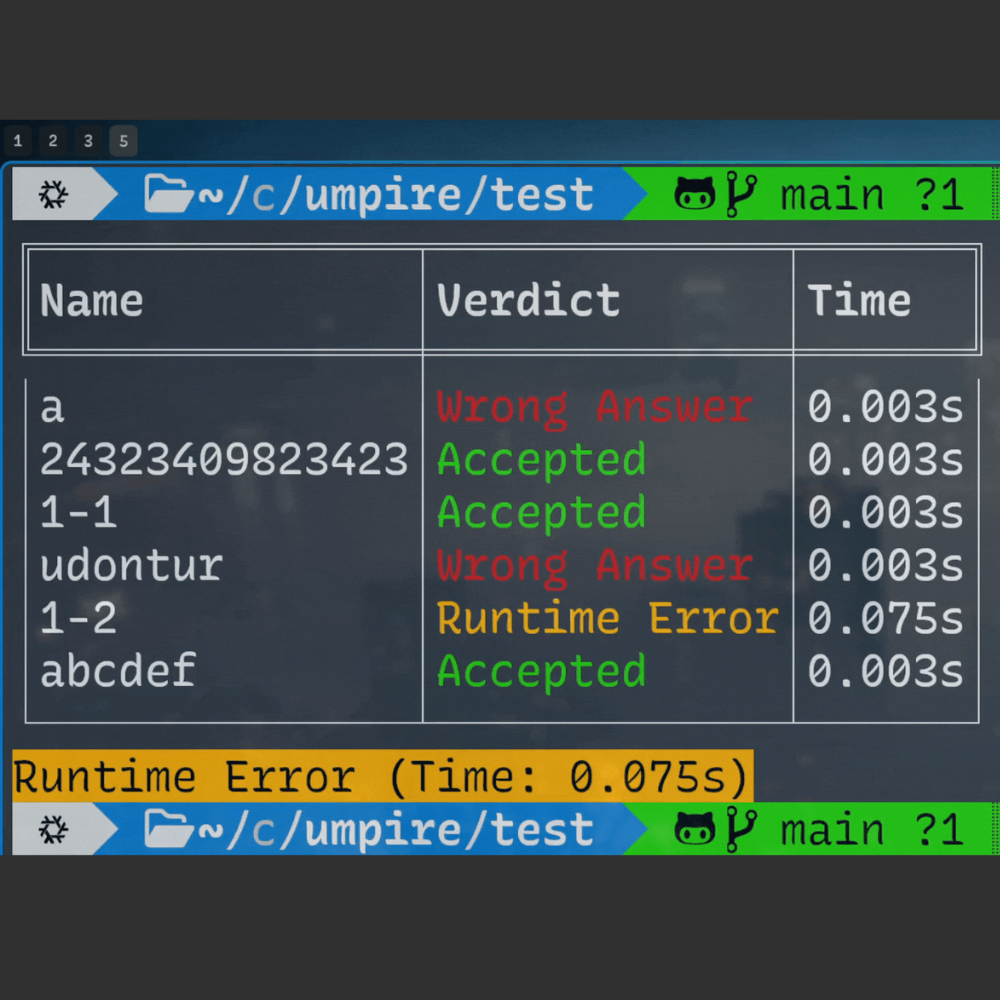 1 2 3 5
~/c/umpire/test main ?1
Name Verdict Time
a Wrong Answer 0.003s
24323409823423 Accepted 0.003s
1-1 Accepted 0.003s
udontur Wrong Answer 0.003s
1-2 Runtime Error 0.075s
abcdef Accepted 0.003s
Runtime Error (Time: 0.075s)
~/c/umpire/test main ?1